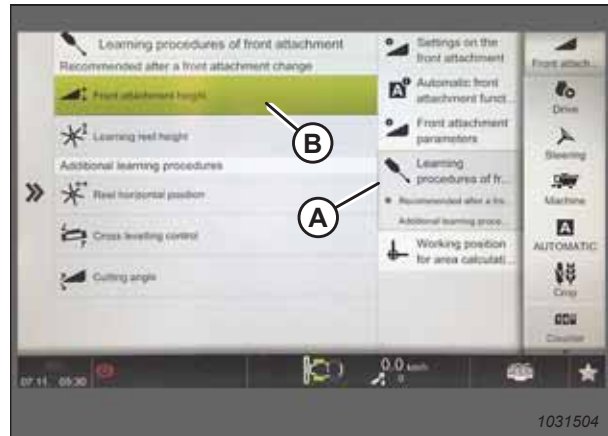 Learning procedures of front attachment
Recommended after a front attachment change
Front attachment height
Learning reel height
Additional learning procedures
Reel horizontal position
Cross levelling control
Cutting angle
Settings on the
front attachment
Automatic front
attachment funct...
Front attachment
parameters
Learning
procedures of fr...
Recommended after a fro...
Additional learning proce...
Working position
for area calculati...
Front attach...
Drive
Steering
Machine
A
AUTOMATIC
Crop
Counter
B
A
07.11 05:30
0.0 km/h
0
1031504